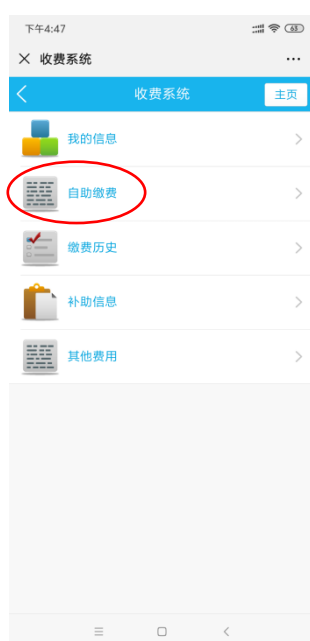 下午4:47
63
收费系统
收费系统
主页
我的信息
自助缴费
缴费历史
补助信息
其他费用